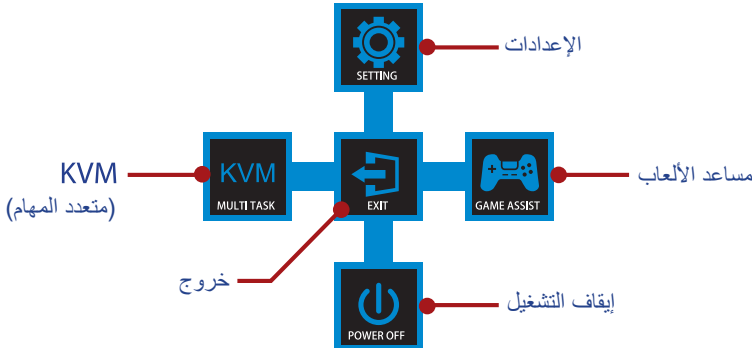 SETTING
الإعدادات
KVM
KVM
MULTI TASK
(متعدد المهام)
EXIT
خروج
GAME ASSIST
مساعد الألعاب
POWER OFF
إيقاف التشغيل